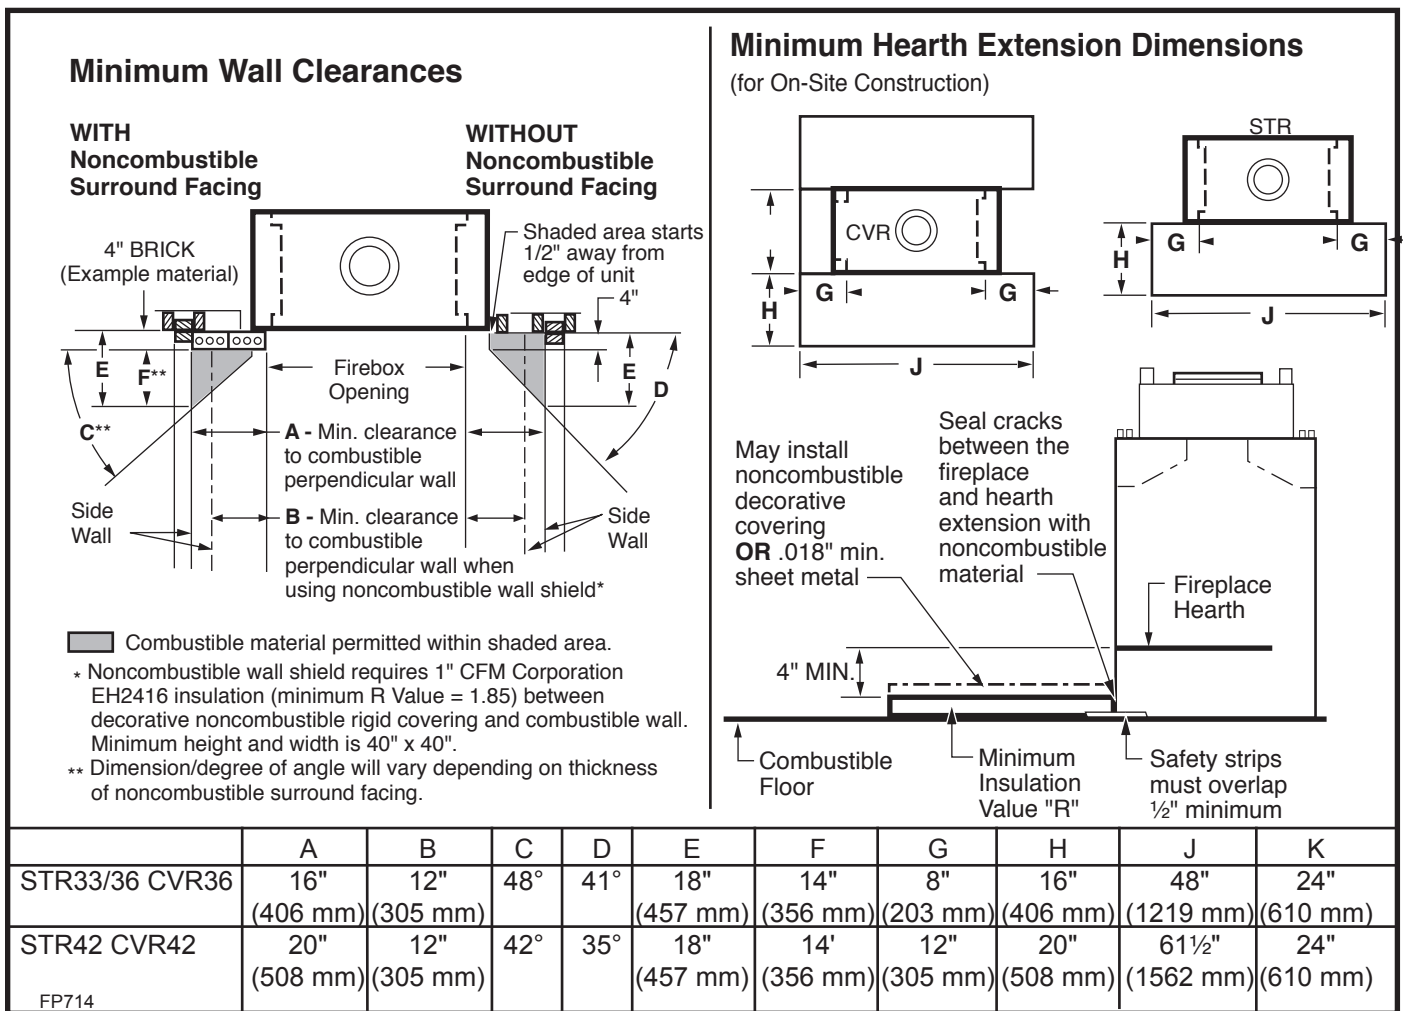 Minimum Wall Clearances
WITH
Noncombustible
Surround Facing
WITHOUT
Noncombustible
Surround Facing
4" BRICK
(Example material)
Shaded area starts
1/2" away from
edge of unit
4"
E
F**
C**
Firebox
Opening
E
D
A - Min. clearance
to combustible
perpendicular wall
Side
Wall
B - Min. clearance
to combustible
perpendicular wall when
using noncombustible wall shield*
Side
Wall
Combustible material permitted within shaded area.
* Noncombustible wall shield requires 1" CFM Corporation
EH2416 insulation (minimum R Value = 1.85) between
decorative noncombustible rigid covering and combustible wall.
Minimum height and width is 40" x 40".
** Dimension/degree of angle will vary depending on thickness
of noncombustible surround facing.
Minimum Hearth Extension Dimensions
(for On-Site Construction)
CVR
G
G
H
J
STR
G
G
H
J
May install
noncombustible
decorative
covering
OR .018" min.
sheet metal
Seal cracks
between the
fireplace
and hearth
extension with
noncombustible
material
Fireplace
Hearth
4" MIN.
Combustible
Floor
Minimum
Insulation
Value "R"
Safety strips
must overlap
½" minimum
A B C D E F G H J K
STR33/36 CVR36 16" 12" 48° 41° 18" 14" 8" 16" 48" 24"
(406 mm) (305 mm) (457 mm) (356 mm) (203 mm) (406 mm) (1219 mm) (610 mm)
STR42 CVR42 20" 12" 42° 35° 18" 14' 12" 20" 61½" 24"
(508 mm) (305 mm) (457 mm) (356 mm) (305 mm) (508 mm) (1562 mm) (610 mm)
FP714